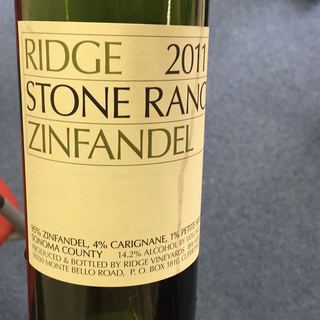 RIDGE 2011
STONE RANC
ZINFANDEL
95% ZINFANDEL, 4% CARIGNANE, 1% PETITE
SONOMA COUNTY 14.2% ALCOHOL BY
PRODUCED & BOTTLED BY RIDGE VINEYARDS,
MONTE BELLO ROAD, P. O. BOX 1810,